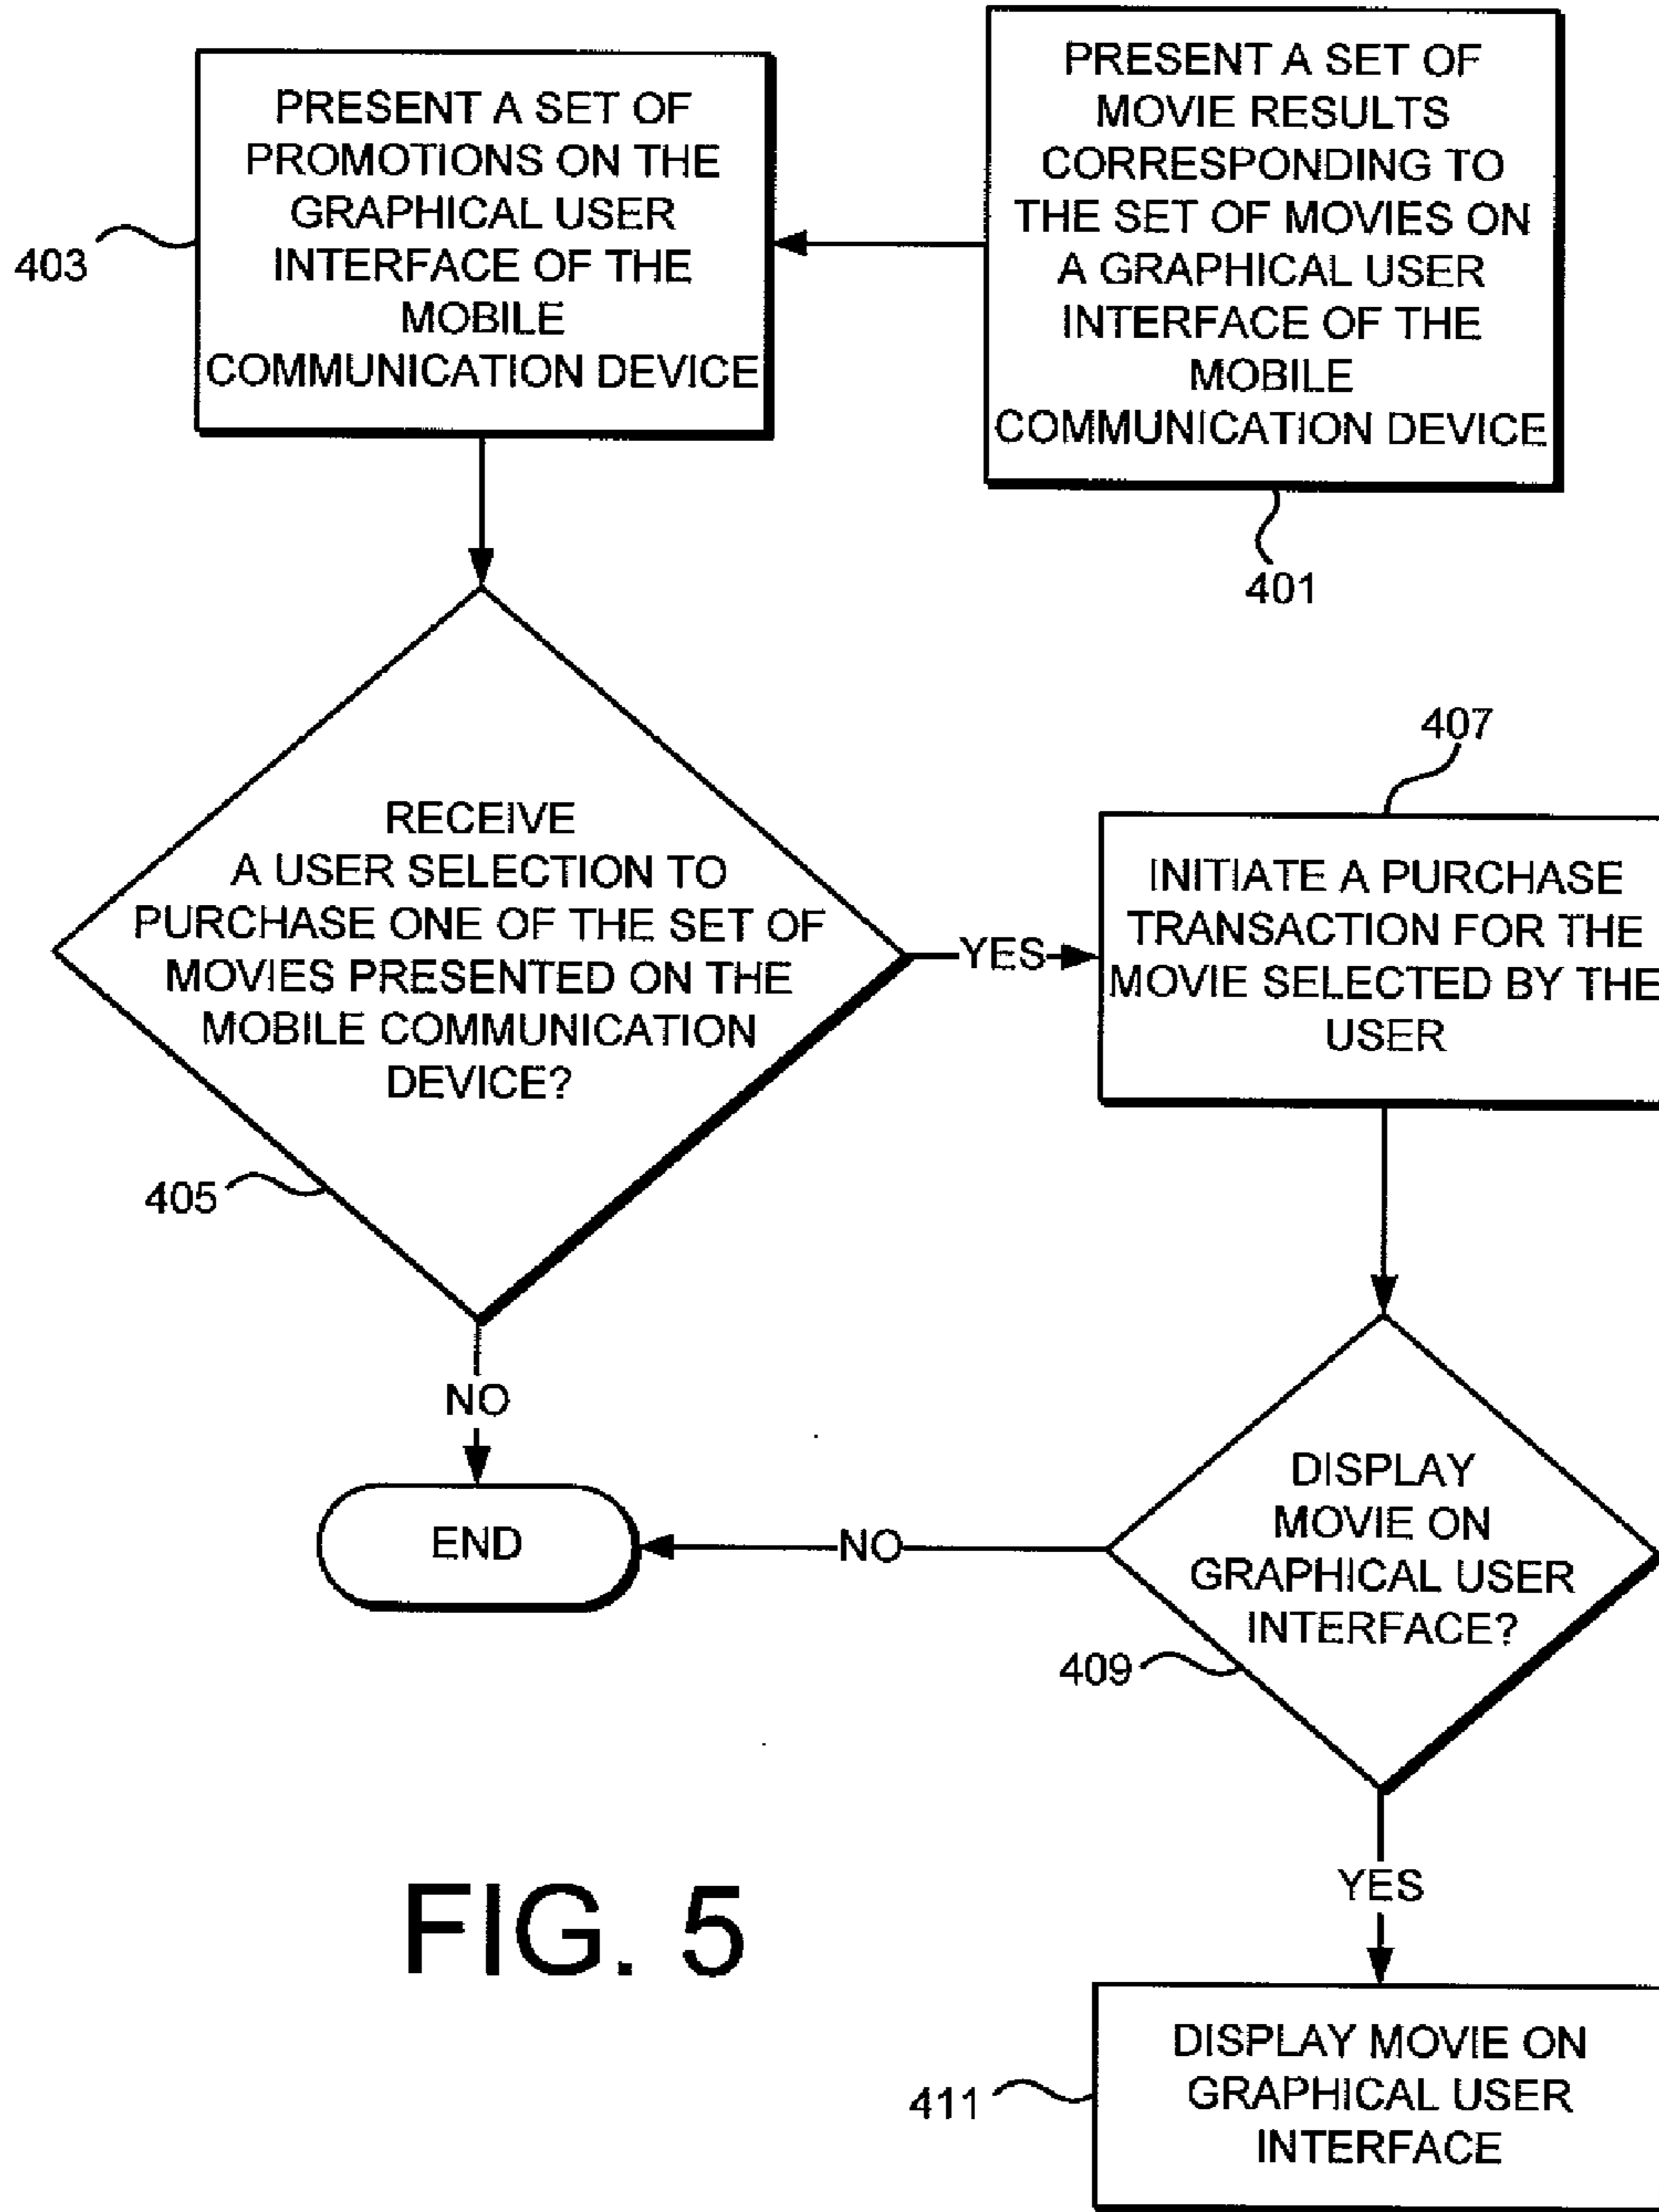 PRESENT A SET OF
MOVIE RESULTS
CORRESPONDING TO
THE SET OF MOVIES ON
A GRAPHICAL USER
INTERFACE OF THE
MOBILE
COMMUNICATION DEVICE
401
PRESENT A SET OF
PROMOTIONS ON THE
GRAPHICAL USER
INTERFACE OF THE
MOBILE
COMMUNICATION DEVICE
403
RECEIVE
A USER SELECTION TO
PURCHASE ONE OF THE SET OF
MOVIES PRESENTED ON THE
MOBILE COMMUNICATION
DEVICE?
405
YES
NO
END
407
INITIATE A PURCHASE
TRANSACTION FOR THE
MOVIE SELECTED BY THE
USER
DISPLAY
MOVIE ON
GRAPHICAL USER
INTERFACE?
409
NO
YES
DISPLAY MOVIE ON
GRAPHICAL USER
INTERFACE
411
FIG. 5